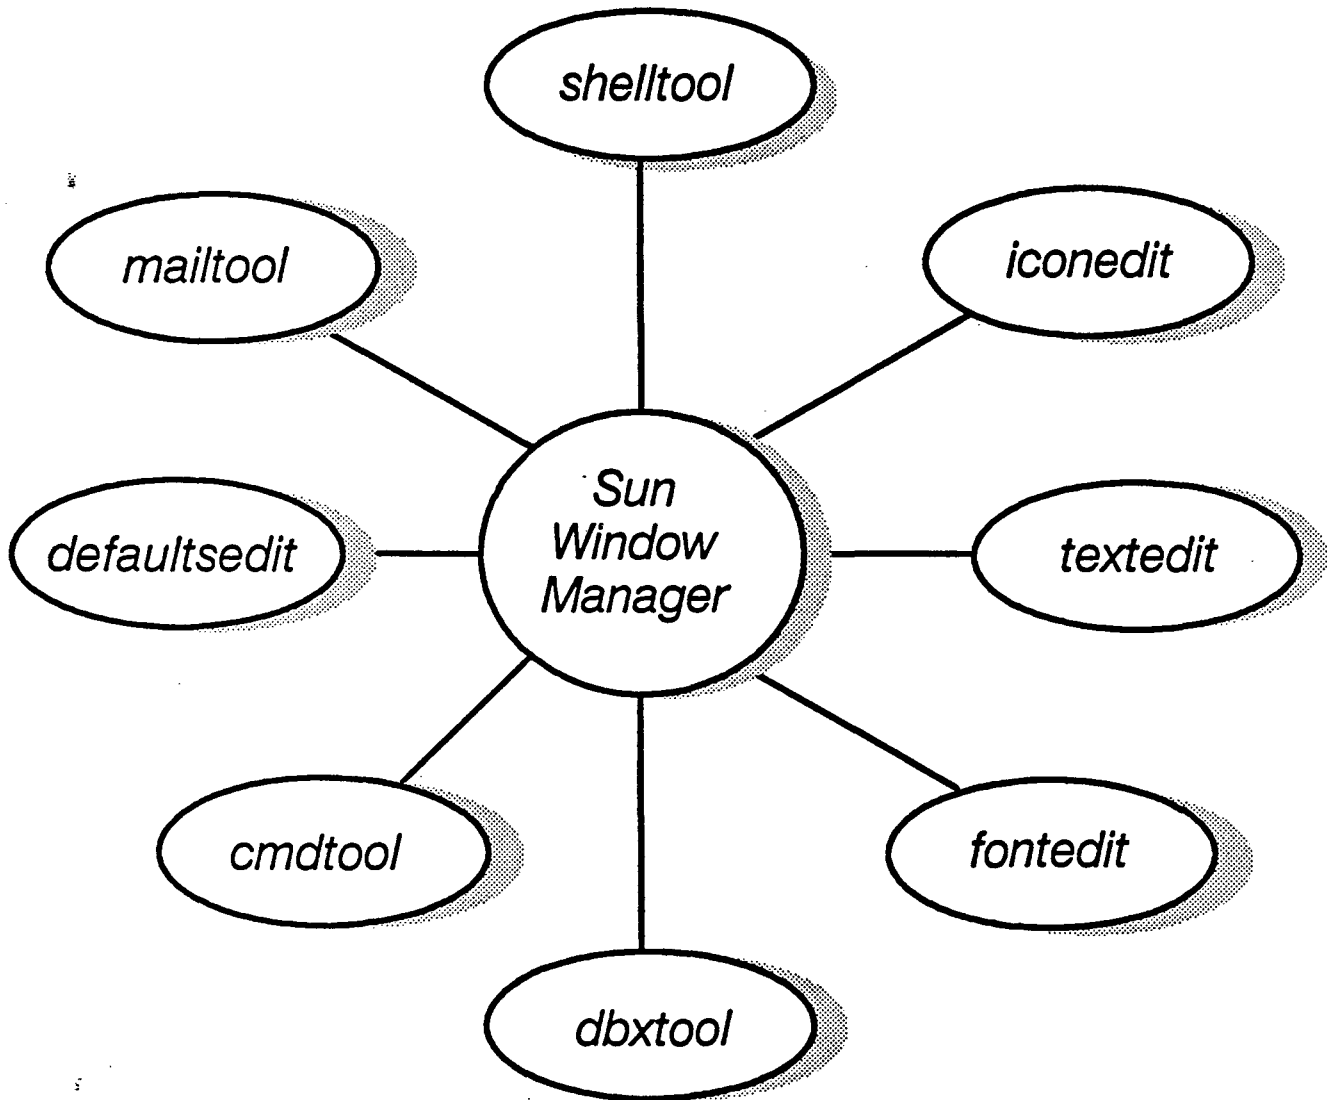 shelltool
mailtool
iconedit
Sun
Window
Manager
defaultsedit
textedit
cmdtool
fontedit
dbxtool